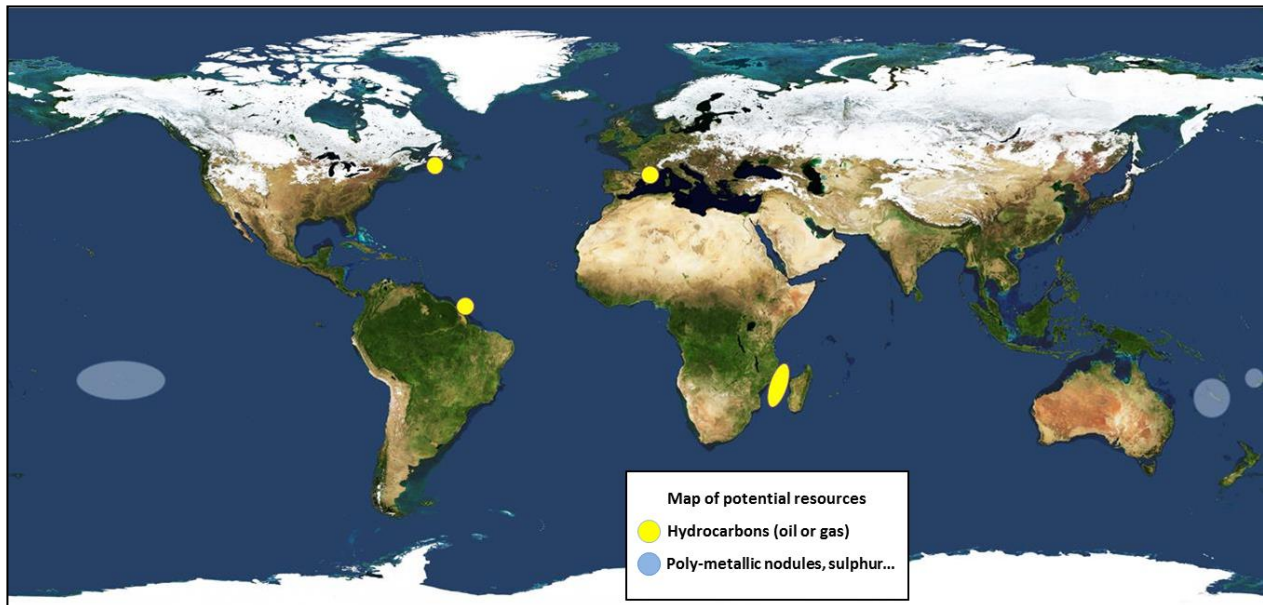 Map of potential resources
Hydrocarbons (oil or gas)
Poly-metallic nodules, sulphur...